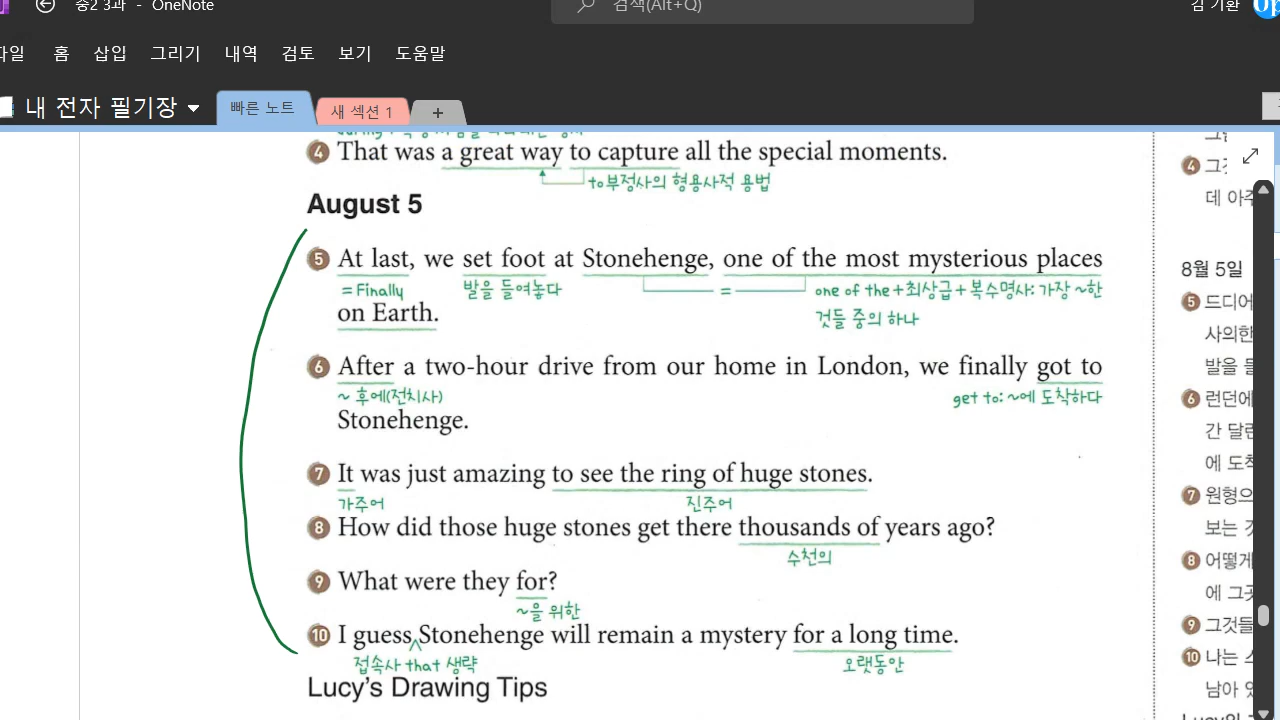 중2 3과 - OneNote
검색(Alt+Q)
김 기환
파일 홈 삽입 그리기 내역 검토 보기 도움말
내 전자 필기장 빠른 노트 새 섹션 1 +
④ That was a great way to capture all the special moments.
to부정사의 형용사적 용법
August 5
⑤ At last, we set foot at Stonehenge, one of the most mysterious places
= Finally 발을 들여놓다 = one of the+최상급+복수명사: 가장 ~한
것들 중의 하나
on Earth.
⑥ After a two-hour drive from our home in London, we finally got to
~ 후에(전치사) get to: ~에 도착하다
Stonehenge.
⑦ It was just amazing to see the ring of huge stones.
가주어 진주어
⑧ How did those huge stones get there thousands of years ago?
수천의
⑨ What were they for?
~을 위한
⑩ I guess Stonehenge will remain a mystery for a long time.
접속사 that 생략 오랫동안
Lucy's Drawing Tips
④
데
8월 5일
⑤ 드디어
사의한
발을
⑥ 런던에
간 달린
에
⑦ 원형으
보는
⑧ 어떻게
에 그
⑨ 그것들
⑩ 나는
남아